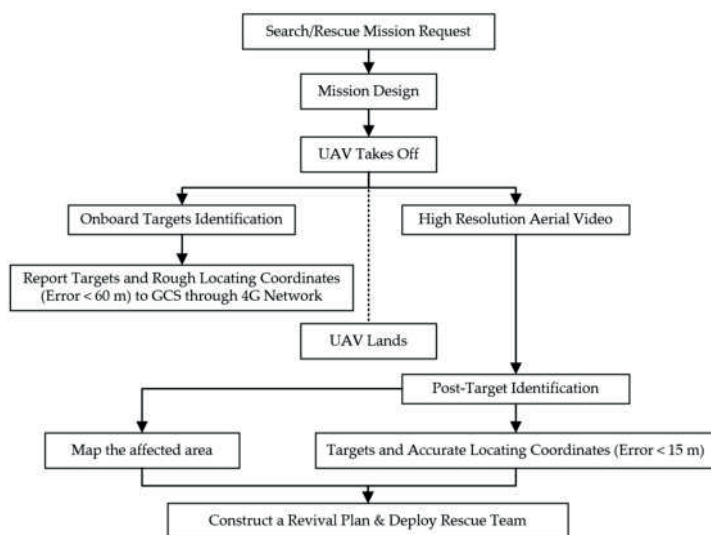 Search/Rescue Mission Request
Mission Design
UAV Takes Off
Onboard Targets Identification
High Resolution Aerial Video
Report Targets and Rough Locating Coordinates
(Error < 60 m) to GCS through 4G Network
UAV Lands
Post-Target Identification
Map the affected area
Targets and Accurate Locating Coordinates (Error < 15 m)
Construct a Revival Plan & Deploy Rescue Team